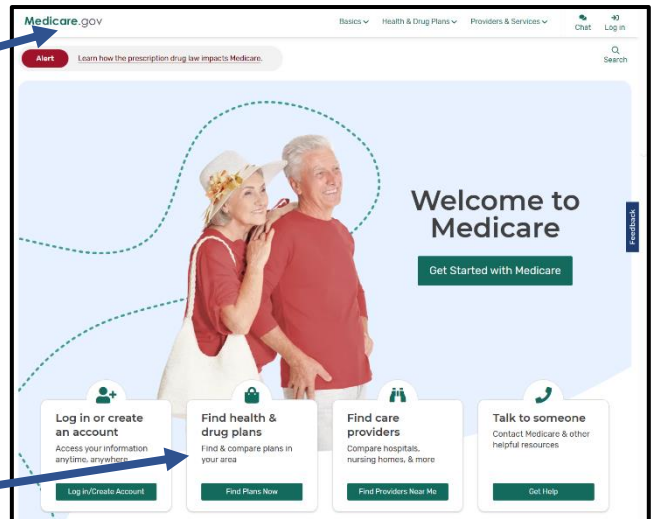 Medicare.gov
Basics Health & Drug Plans Providers & Services Chat Log in
Alert Learn how the prescription drug law impacts Medicare. Search
Welcome to
Medicare
Get Started with Medicare
Feedback
Log in or create
an account
Access your information
anytime, anywhere
Log in/Create Account
Find health &
drug plans
Find & compare plans in
your area
Find Plans Now
Find care
providers
Compare hospitals,
nursing homes, & more
Find Providers Near Me
Talk to someone
Contact Medicare & other
helpful resources
Get Help